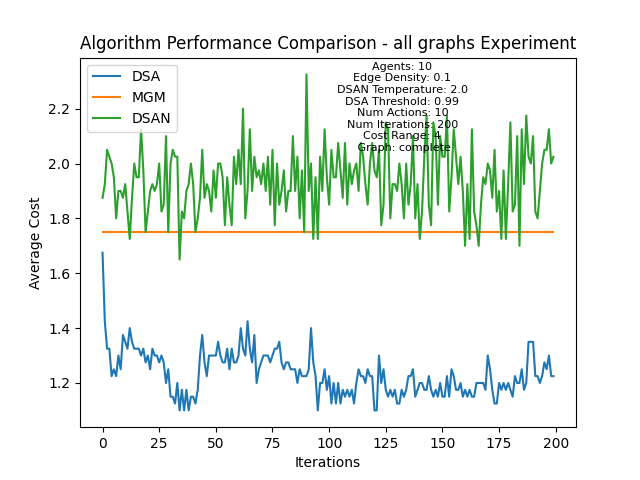 Algorithm Performance Comparison - all graphs Experiment
DSA
MGM
DSAN
Agents: 10
Edge Density: 0.1
DSAN Temperature: 2.0
DSA Threshold: 0.99
Num Actions: 10
Num Iterations: 200
Cost Range: 4
Graph: complete
Average Cost
2.2
2.0
1.8
1.6
1.4
1.2
0 25 50 75 100 125 150 175 200
Iterations